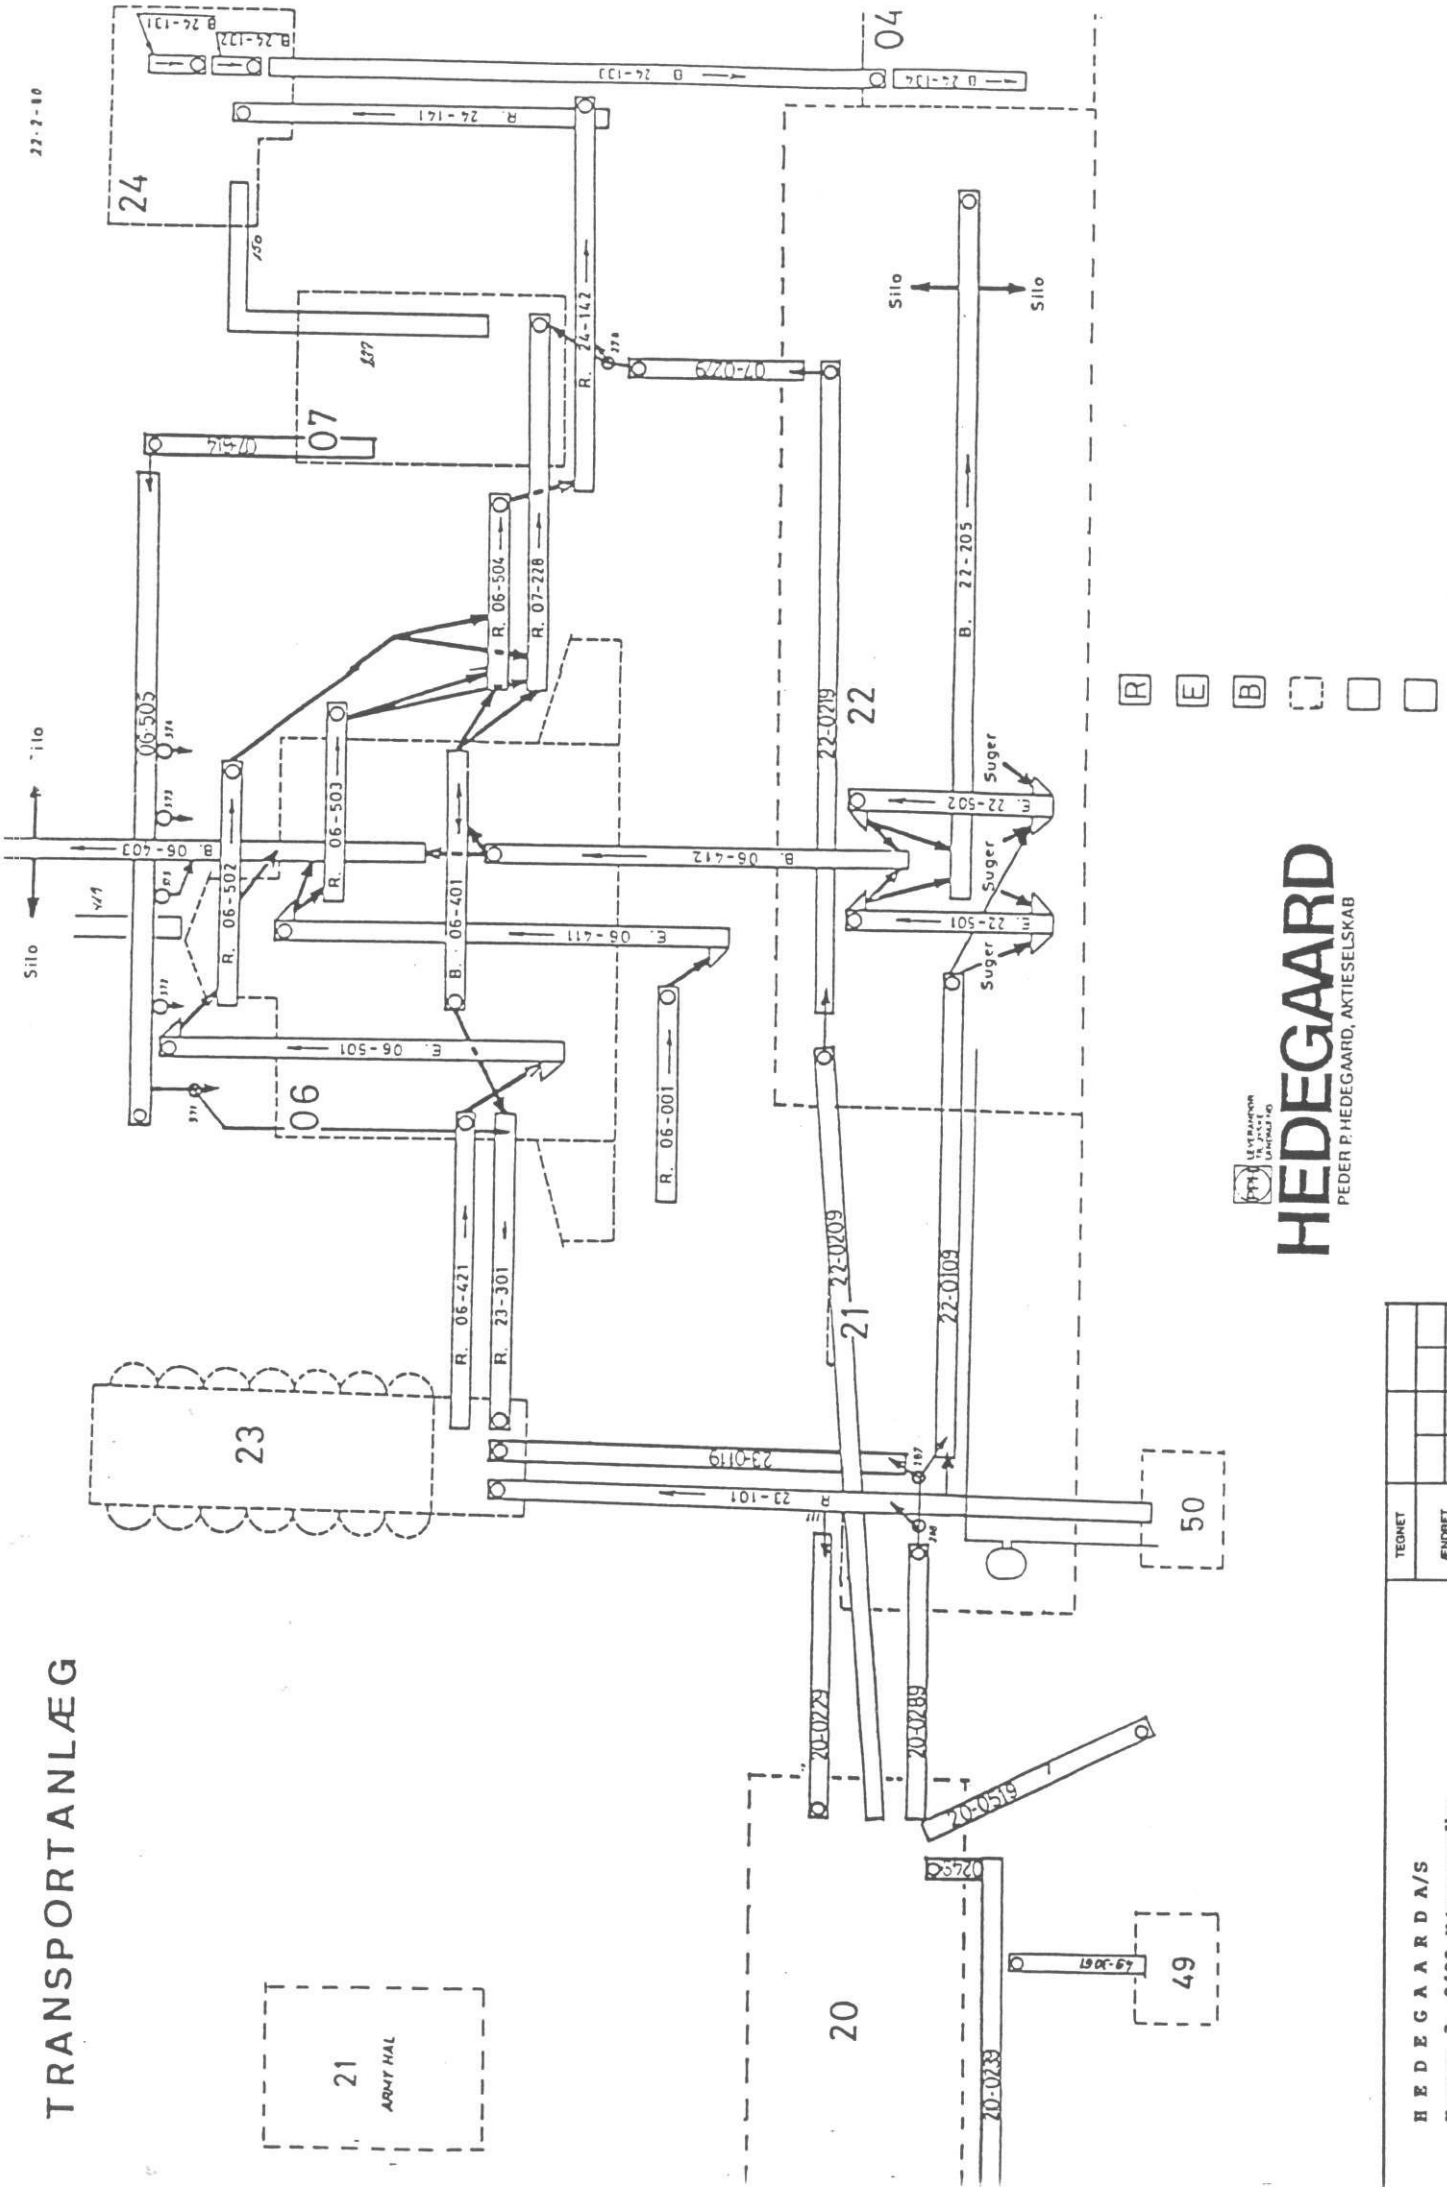 TRANSPORTANLÆG
22-2-80
21
ARMY HAL
23
24
B 24-131
B 24-132
B 24-133
B 24-134
04
R. 24-141
R. 24-142
150
07
07-614
06-505
Silo
B. 06-403
R. 06-502
R. 06-503
R. 06-504
R. 07-228
B. 06-401
E. 06-411
E. 06-501
06
371
R. 06-421
R. 23-301
R. 06-001
B. 06-412
07-0229
22-0219
22
Silo
Silo
B. 22-205
E. 22-502
E. 22-501
Suger
Suger
Suger
22-0209
21
22-0109
23-0119
R 23-101
287
50
20-0229
20-0289
20-0519
20
20-0239
49-3061
49
R
E
B
HEDEGAARD
PEDER P. HEDEGAARD, AKTIESELSKAB
TEGNET
ÆNDRET
HEDEGAARD A/S